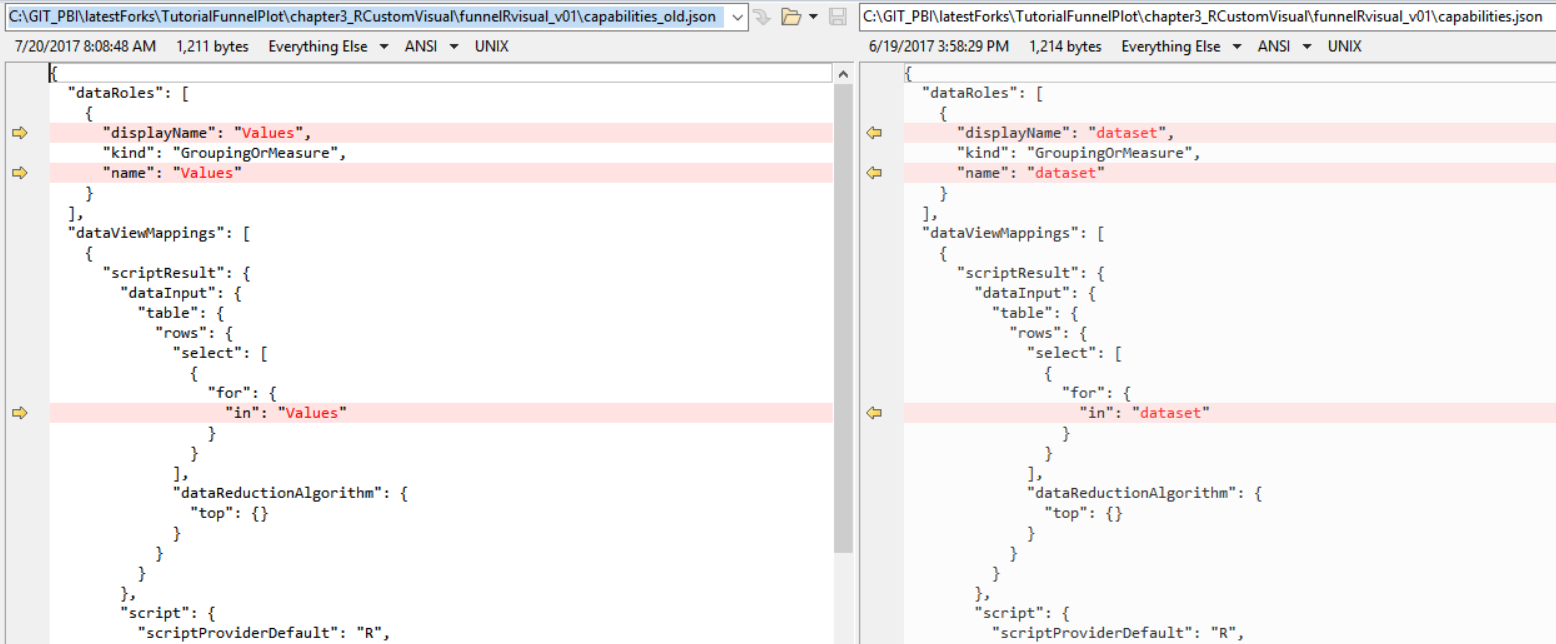 C:\GIT_PBI\latestForks\TutorialFunnelPlot\chapter3_RCustomVisual\funnelRvisual_v01\capabilities_old.json
7/20/2017 8:08:48 AM 1,211 bytes Everything Else ANSI UNIX
{
"dataRoles": [
{
"displayName": "Values",
"kind": "GroupingOrMeasure",
"name": "Values"
}
],
"dataViewMappings": [
{
"scriptResult": {
"dataInput": {
"table": {
"rows": {
"select": [
{
"for": {
"in": "Values"
}
}
],
"dataReductionAlgorithm": {
"top": {}
}
}
}
},
"script": {
"scriptProviderDefault": "R",
C:\GIT_PBI\latestForks\TutorialFunnelPlot\chapter3_RCustomVisual\funnelRvisual_v01\capabilities.json
6/19/2017 3:58:29 PM 1,214 bytes Everything Else ANSI UNIX
{
"dataRoles": [
{
"displayName": "dataset",
"kind": "GroupingOrMeasure",
"name": "dataset"
}
],
"dataViewMappings": [
{
"scriptResult": {
"dataInput": {
"table": {
"rows": {
"select": [
{
"for": {
"in": "dataset"
}
}
],
"dataReductionAlgorithm": {
"top": {}
}
}
}
},
"script": {
"scriptProviderDefault": "R",